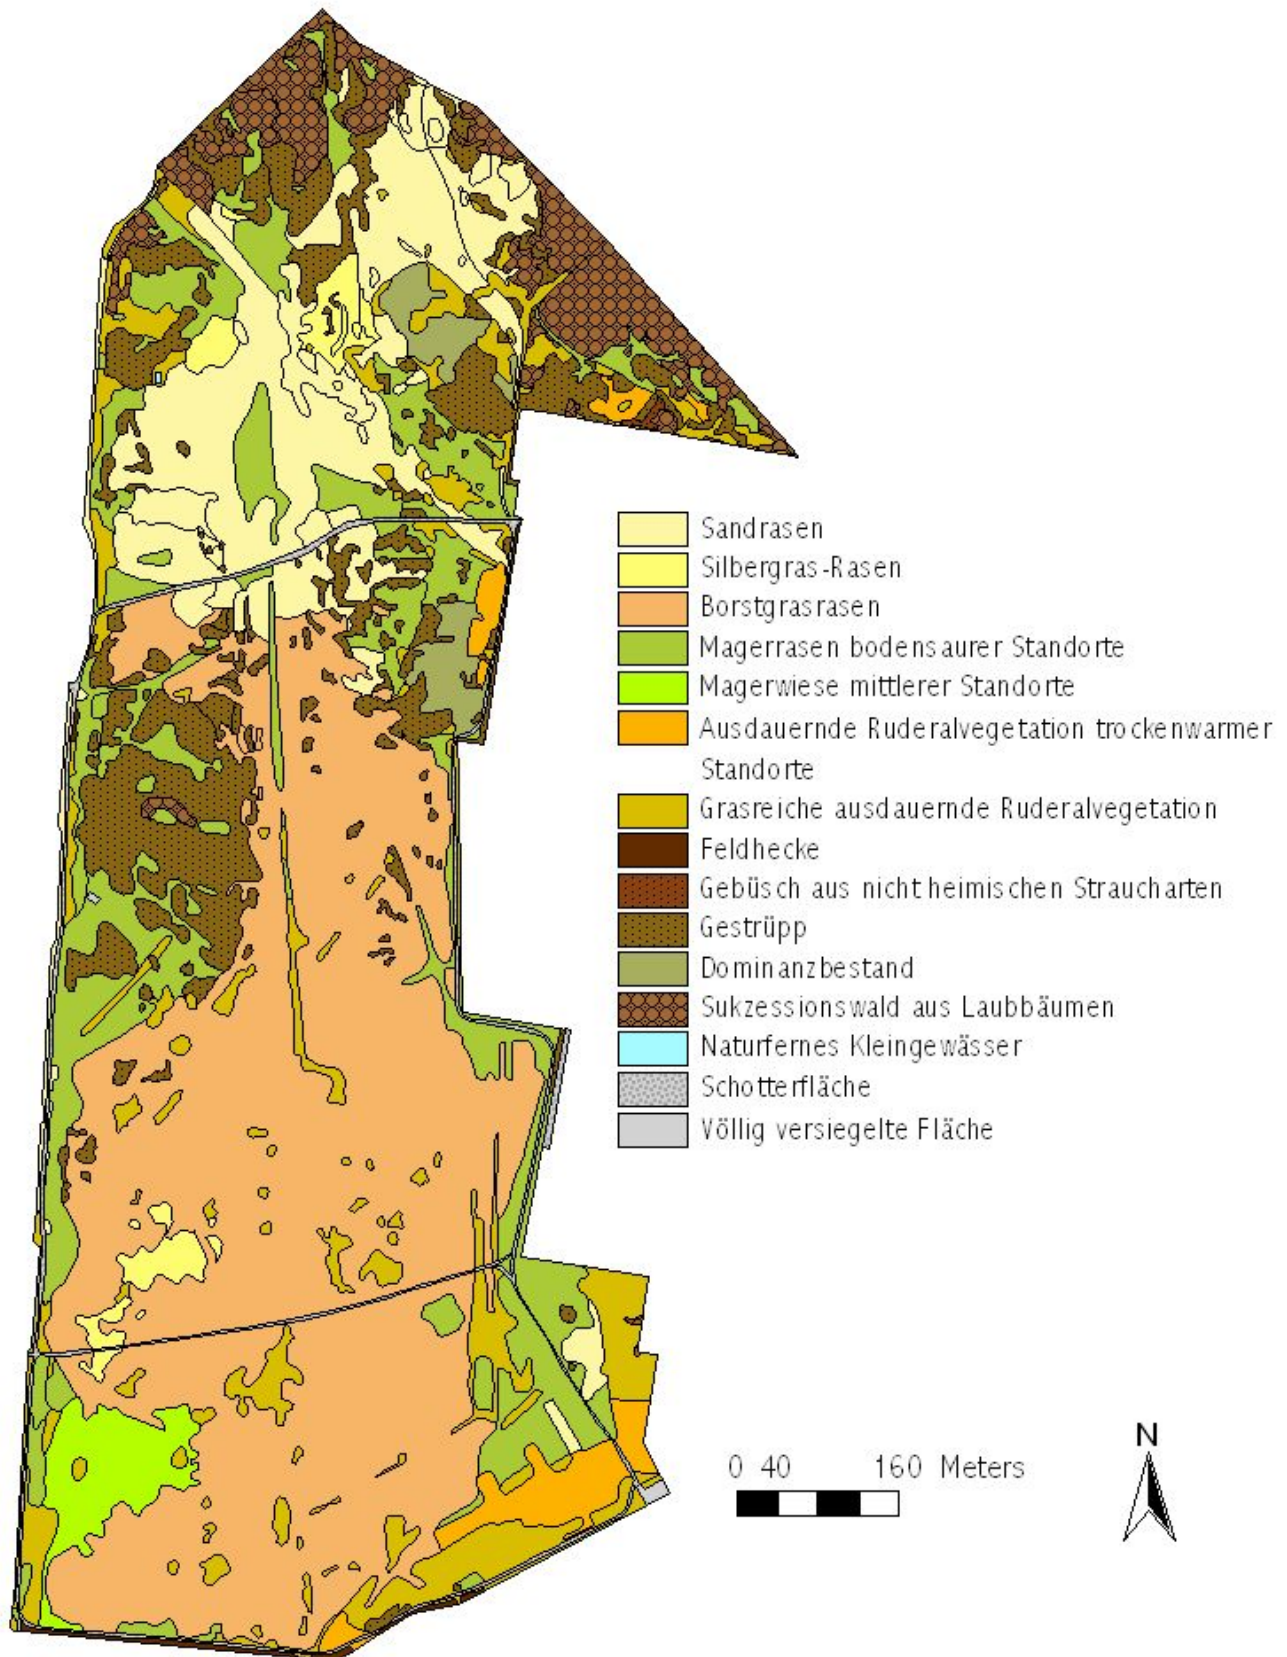 Sandrasen
Silbergras-Rasen
Borstgrasrasen
Magerrasen bodensaurer Standorte
Magerwiese mittlerer Standorte
Ausdauernde Ruderalvegetation trockenwarmer
Standorte
Grasreiche ausdauernde Ruderalvegetation
Feldhecke
Gebüsch aus nicht heimischen Straucharten
Gestrüpp
Dominanzbestand
Sukzessionswald aus Laubbäumen
Naturfernes Kleingewässer
Schotterfläche
Völlig versiegelte Fläche
N
0 40 160 Meters